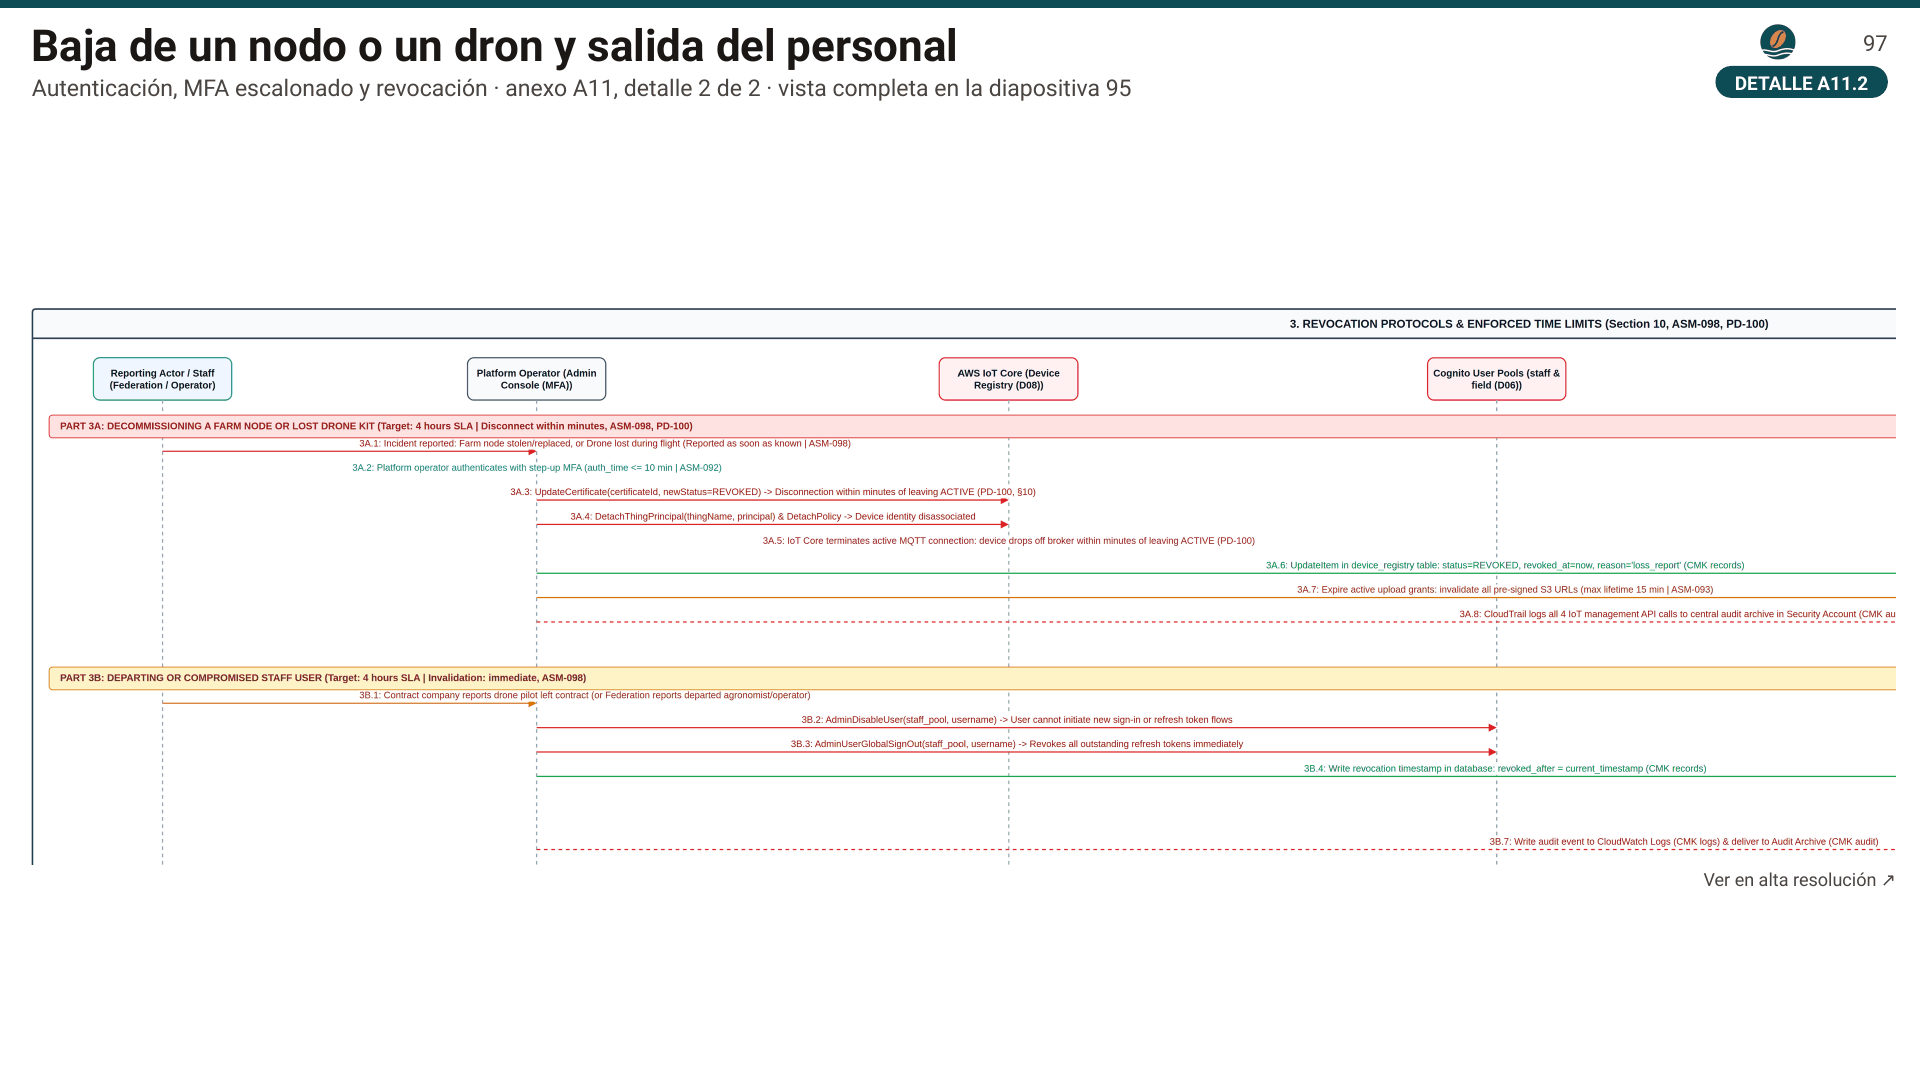 Baja de un nodo o un dron y salida del personal
97
Autenticación, MFA escalonado y revocación · anexo A11, detalle 2 de 2 · vista completa en la diapositiva 95
DETALLE A11.2
3. REVOCATION PROTOCOLS & ENFORCED TIME LIMITS (Section 10, ASM-098, PD-100)
Reporting Actor / Staff
(Federation / Operator)
Platform Operator (Admin
Console (MFA))
AWS IoT Core (Device
Registry (D08))
Cognito User Pools (staff &
field (D06))
PART 3A: DECOMMISSIONING A FARM NODE OR LOST DRONE KIT (Target: 4 hours SLA | Disconnect within minutes, ASM-098, PD-100)
3A.1: Incident reported: Farm node stolen/replaced, or Drone lost during flight (Reported as soon as known | ASM-098)
3A.2: Platform operator authenticates with step-up MFA (auth_time <= 10 min | ASM-092)
3A.3: UpdateCertificate(certificateId, newStatus=REVOKED) -> Disconnection within minutes of leaving ACTIVE (PD-100, §10)
3A.4: DetachThingPrincipal(thingName, principal) & DetachPolicy -> Device identity disassociated
3A.5: IoT Core terminates active MQTT connection: device drops off broker within minutes of leaving ACTIVE (PD-100)
3A.6: UpdateItem in device_registry table: status=REVOKED, revoked_at=now, reason='loss_report' (CMK records)
3A.7: Expire active upload grants: invalidate all pre-signed S3 URLs (max lifetime 15 min | ASM-093)
3A.8: CloudTrail logs all 4 IoT management API calls to central audit archive in Security Account (CMK au
PART 3B: DEPARTING OR COMPROMISED STAFF USER (Target: 4 hours SLA | Invalidation: immediate, ASM-098)
3B.1: Contract company reports drone pilot left contract (or Federation reports departed agronomist/operator)
3B.2: AdminDisableUser(staff_pool, username) -> User cannot initiate new sign-in or refresh token flows
3B.3: AdminUserGlobalSignOut(staff_pool, username) -> Revokes all outstanding refresh tokens immediately
3B.4: Write revocation timestamp in database: revoked_after = current_timestamp (CMK records)
3B.7: Write audit event to CloudWatch Logs (CMK logs) & deliver to Audit Archive (CMK audit)
Ver en alta resolución ↗